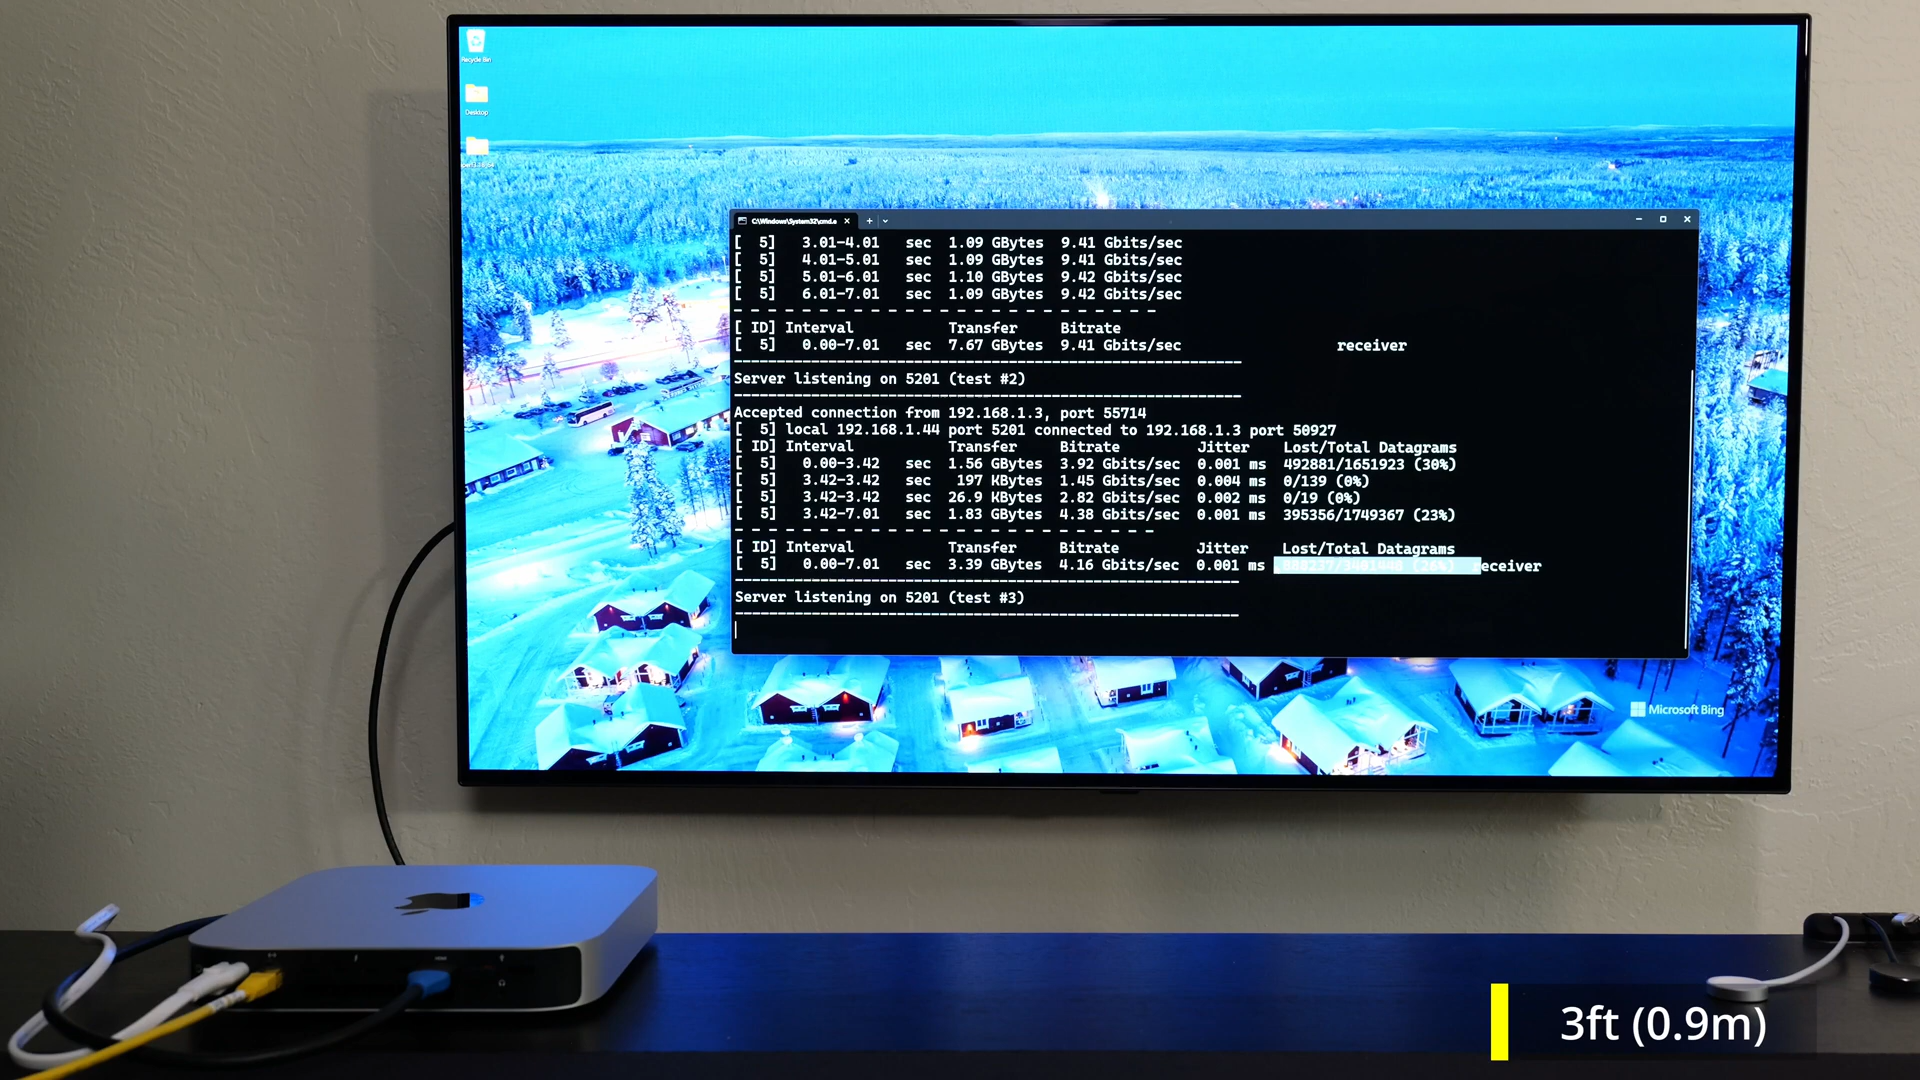 Recycle Bin
Desktop
C:\Windows\System32\cmd.e
[  5]   3.01-4.01   sec  1.09 GBytes  9.41 Gbits/sec
[  5]   4.01-5.01   sec  1.09 GBytes  9.41 Gbits/sec
[  5]   5.01-6.01   sec  1.10 GBytes  9.42 Gbits/sec
[  5]   6.01-7.01   sec  1.09 GBytes  9.42 Gbits/sec
- - - - - - - - - - - - - - - - - - - - - - - - -
[ ID] Interval           Transfer     Bitrate
[  5]   0.00-7.01   sec  7.67 GBytes  9.41 Gbits/sec                  receiver
-----------------------------------------------------------
Server listening on 5201 (test #2)
-----------------------------------------------------------
Accepted connection from 192.168.1.3, port 55714
[  5] local 192.168.1.44 port 5201 connected to 192.168.1.3 port 50927
[ ID] Interval           Transfer     Bitrate         Jitter    Lost/Total Datagrams
[  5]   0.00-3.42   sec  1.56 GBytes  3.92 Gbits/sec  0.001 ms  492881/1651923 (30%)
[  5]   3.42-3.42   sec   197 KBytes  1.45 Gbits/sec  0.004 ms  0/139 (0%)
[  5]   3.42-3.42   sec  26.9 KBytes  2.82 Gbits/sec  0.002 ms  0/19 (0%)
[  5]   3.42-7.01   sec  1.83 GBytes  4.38 Gbits/sec  0.001 ms  395356/1749367 (23%)
- - - - - - - - - - - - - - - - - - - - - - - - -
[ ID] Interval           Transfer     Bitrate         Jitter    Lost/Total Datagrams
[  5]   0.00-7.01   sec  3.39 GBytes  4.16 Gbits/sec  0.001 ms  888237/3401448 (26%)  receiver
-----------------------------------------------------------
Server listening on 5201 (test #3)
-----------------------------------------------------------
Microsoft Bing
3ft (0.9m)